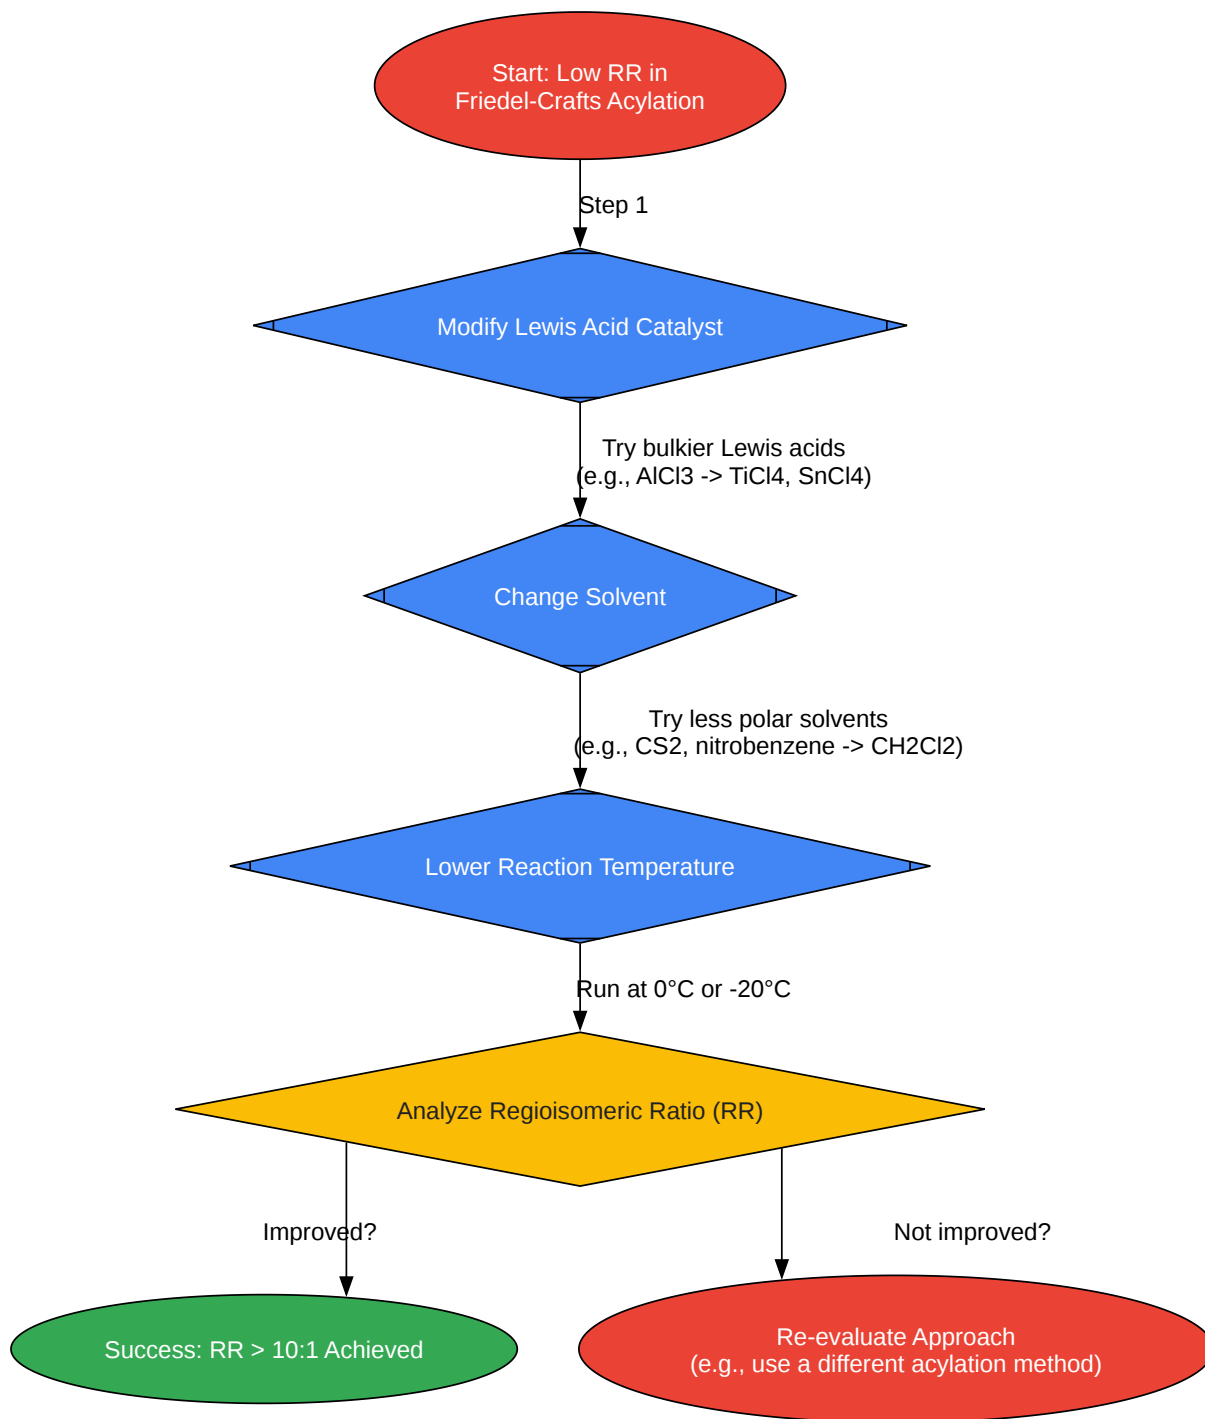 Start: Low RR in
Friedel-Crafts Acylation
Step 1
Modify Lewis Acid Catalyst
Try bulkier Lewis acids
(e.g., AlCl3 -> TiCl4, SnCl4)
Change Solvent
Try less polar solvents
(e.g., CS2, nitrobenzene -> CH2Cl2)
Lower Reaction Temperature
Run at 0°C or -20°C
Analyze Regioisomeric Ratio (RR)
Improved?
Not improved?
Success: RR > 10:1 Achieved
Re-evaluate Approach
(e.g., use a different acylation method)